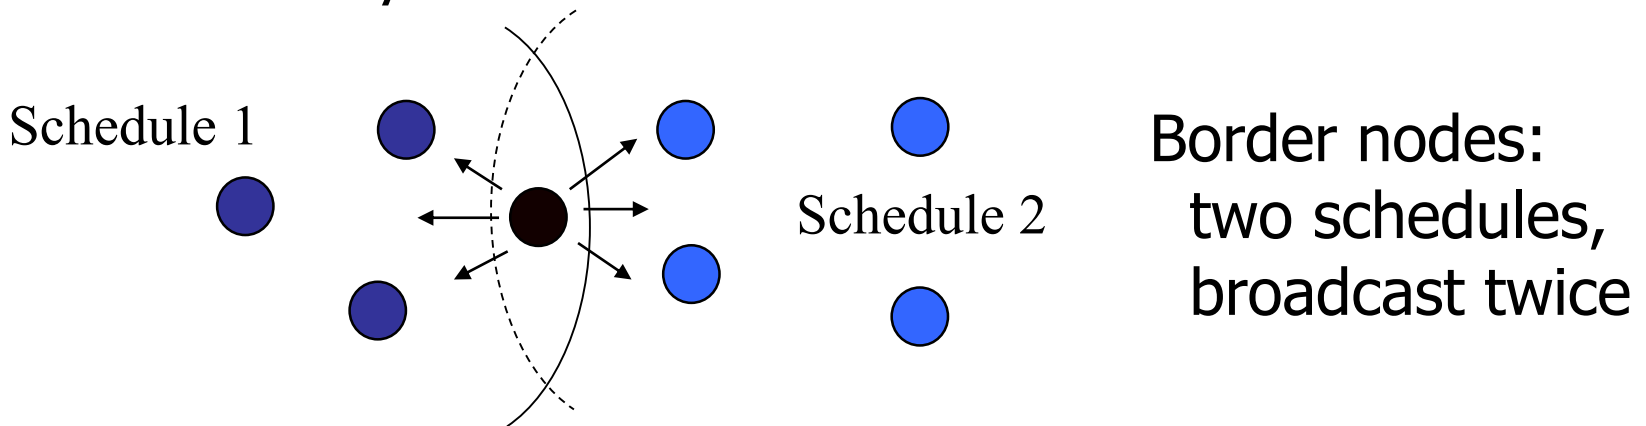 Schedule 1
Schedule 2
Border nodes:
two schedules,
broadcast twice